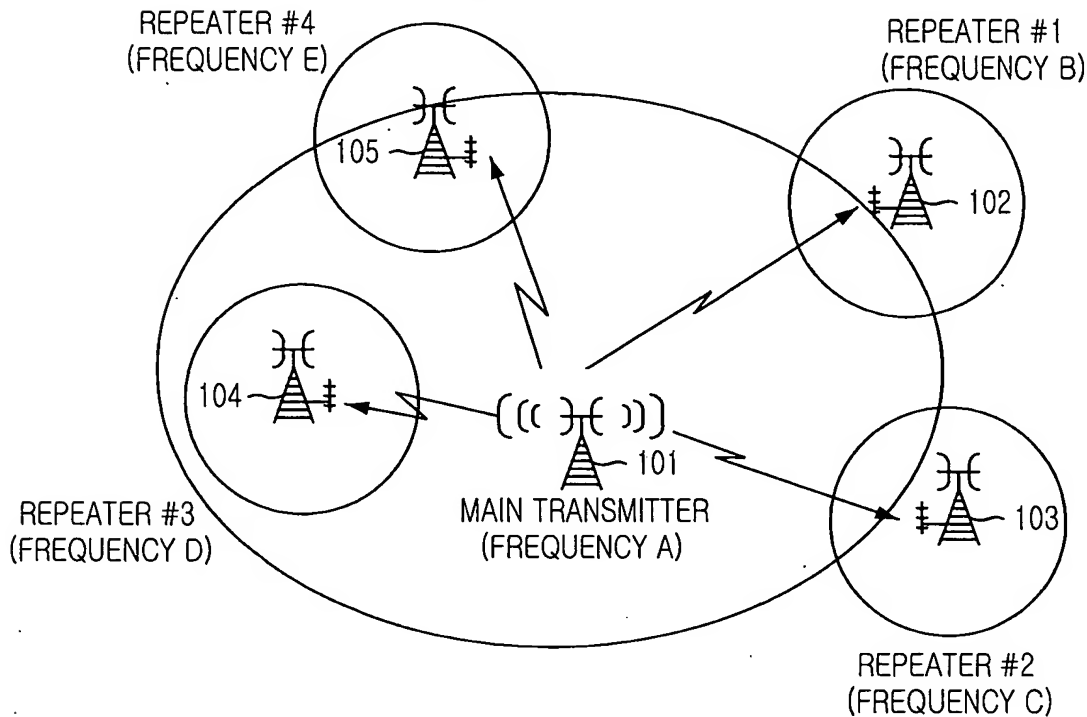 REPEATER #4
(FREQUENCY E)
REPEATER #1
(FREQUENCY B)
105
102
104
101
MAIN TRANSMITTER
(FREQUENCY A)
103
REPEATER #3
(FREQUENCY D)
REPEATER #2
(FREQUENCY C)